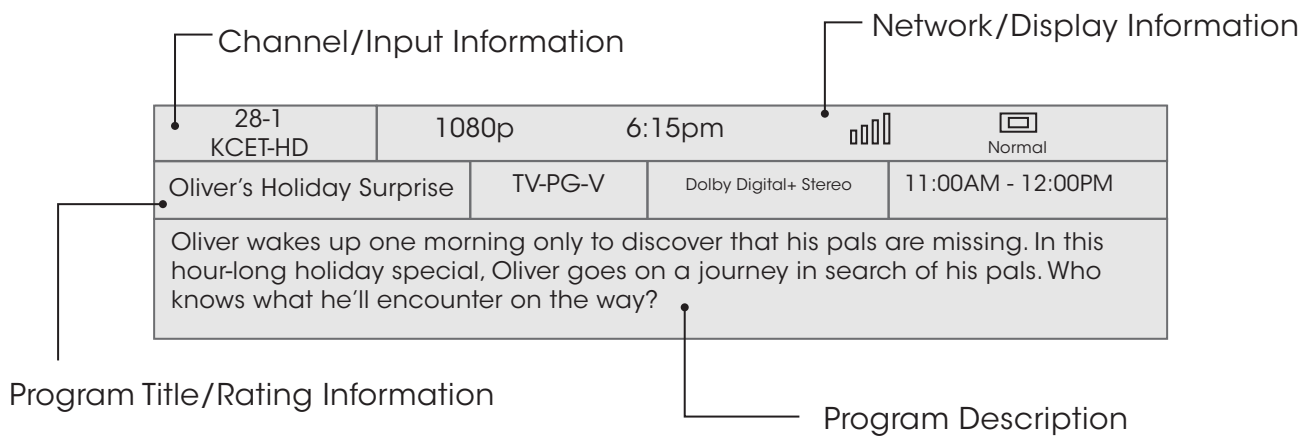 Channel/Input Information
Network/Display Information
28-1
KCET-HD
1080p
6:15pm
Normal
Oliver's Holiday Surprise
TV-PG-V
Dolby Digital+ Stereo
11:00AM - 12:00PM
Oliver wakes up one morning only to discover that his pals are missing. In this
hour-long holiday special, Oliver goes on a journey in search of his pals. Who
knows what he'll encounter on the way?
Program Title/Rating Information
Program Description